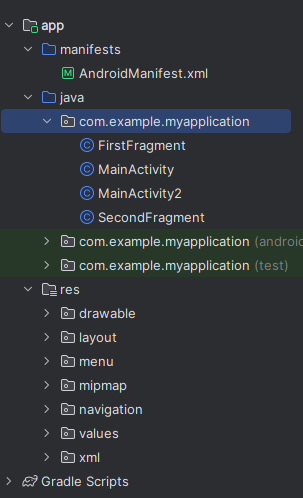 app
manifests
AndroidManifest.xml
java
com.example.myapplication
FirstFragment
MainActivity
MainActivity2
SecondFragment
com.example.myapplication (android
com.example.myapplication (test)
res
drawable
layout
menu
mipmap
navigation
values
xml
Gradle Scripts